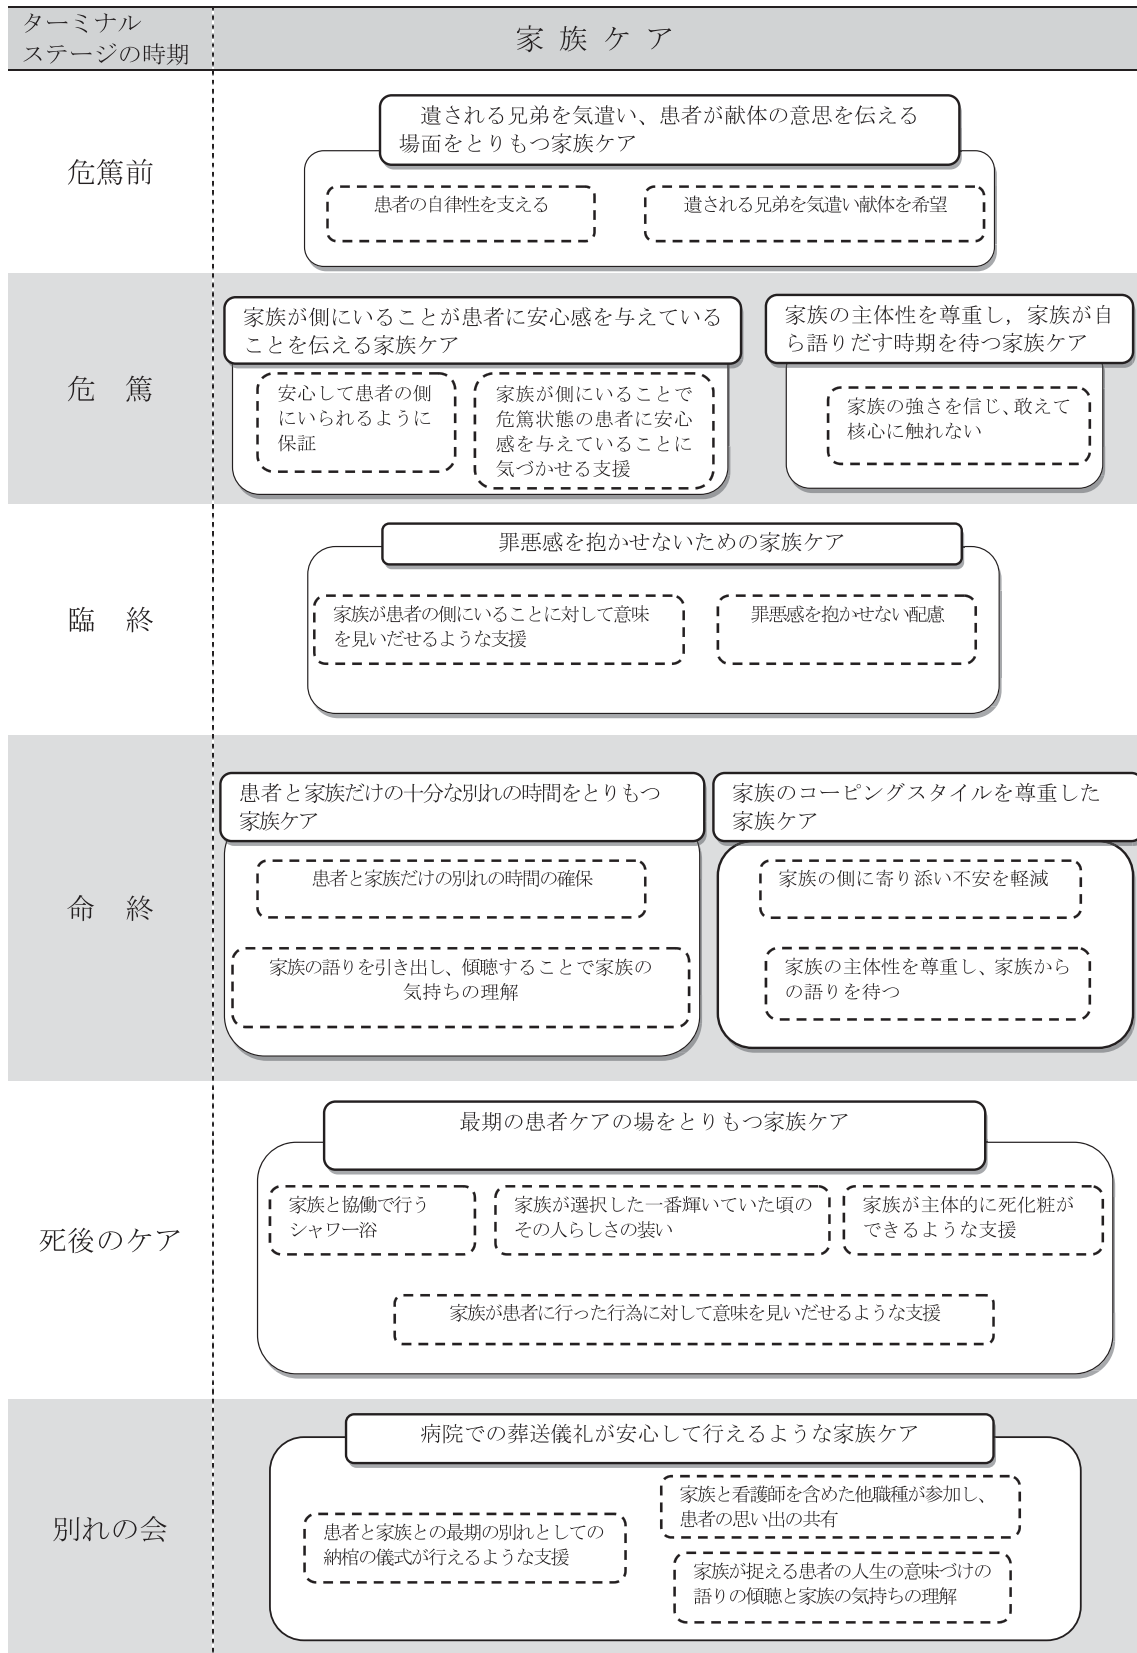 ターミナル
ステージの時期
家 族 ケ ア
危篤前
遺される兄弟を気遣い、患者が献体の意思を伝える
場面をとりもつ家族ケア
患者の自律性を支える
遺される兄弟を気遣い献体を希望
危 篤
家族が側にいることが患者に安心感を与えている
ことを伝える家族ケア
安心して患者の側
にいられるように
保証
家族が側にいることで
危篤状態の患者に安心
感を与えていることに
気づかせる支援
家族の主体性を尊重し，家族が自
ら語りだす時期を待つ家族ケア
家族の強さを信じ、敢えて
核心に触れない
臨 終
罪悪感を抱かせないための家族ケア
家族が患者の側にいることに対して意味
を見いだせるような支援
罪悪感を抱かせない配慮
命 終
患者と家族だけの十分な別れの時間をとりもつ
家族ケア
患者と家族だけの別れの時間の確保
家族の語りを引き出し、傾聴することで家族の
気持ちの理解
家族のコーピングスタイルを尊重した
家族ケア
家族の側に寄り添い不安を軽減
家族の主体性を尊重し、家族から
の語りを待つ
死後のケア
最期の患者ケアの場をとりもつ家族ケア
家族と協働で行う
シャワー浴
家族が選択した一番輝いていた頃の
その人らしさの装い
家族が主体的に死化粧が
できるような支援
家族が患者に行った行為に対して意味を見いだせるような支援
別れの会
病院での葬送儀礼が安心して行えるような家族ケア
患者と家族との最期の別れとしての
納棺の儀式が行えるような支援
家族と看護師を含めた他職種が参加し、
患者の思い出の共有
家族が捉える患者の人生の意味づけの
語りの傾聴と家族の気持ちの理解